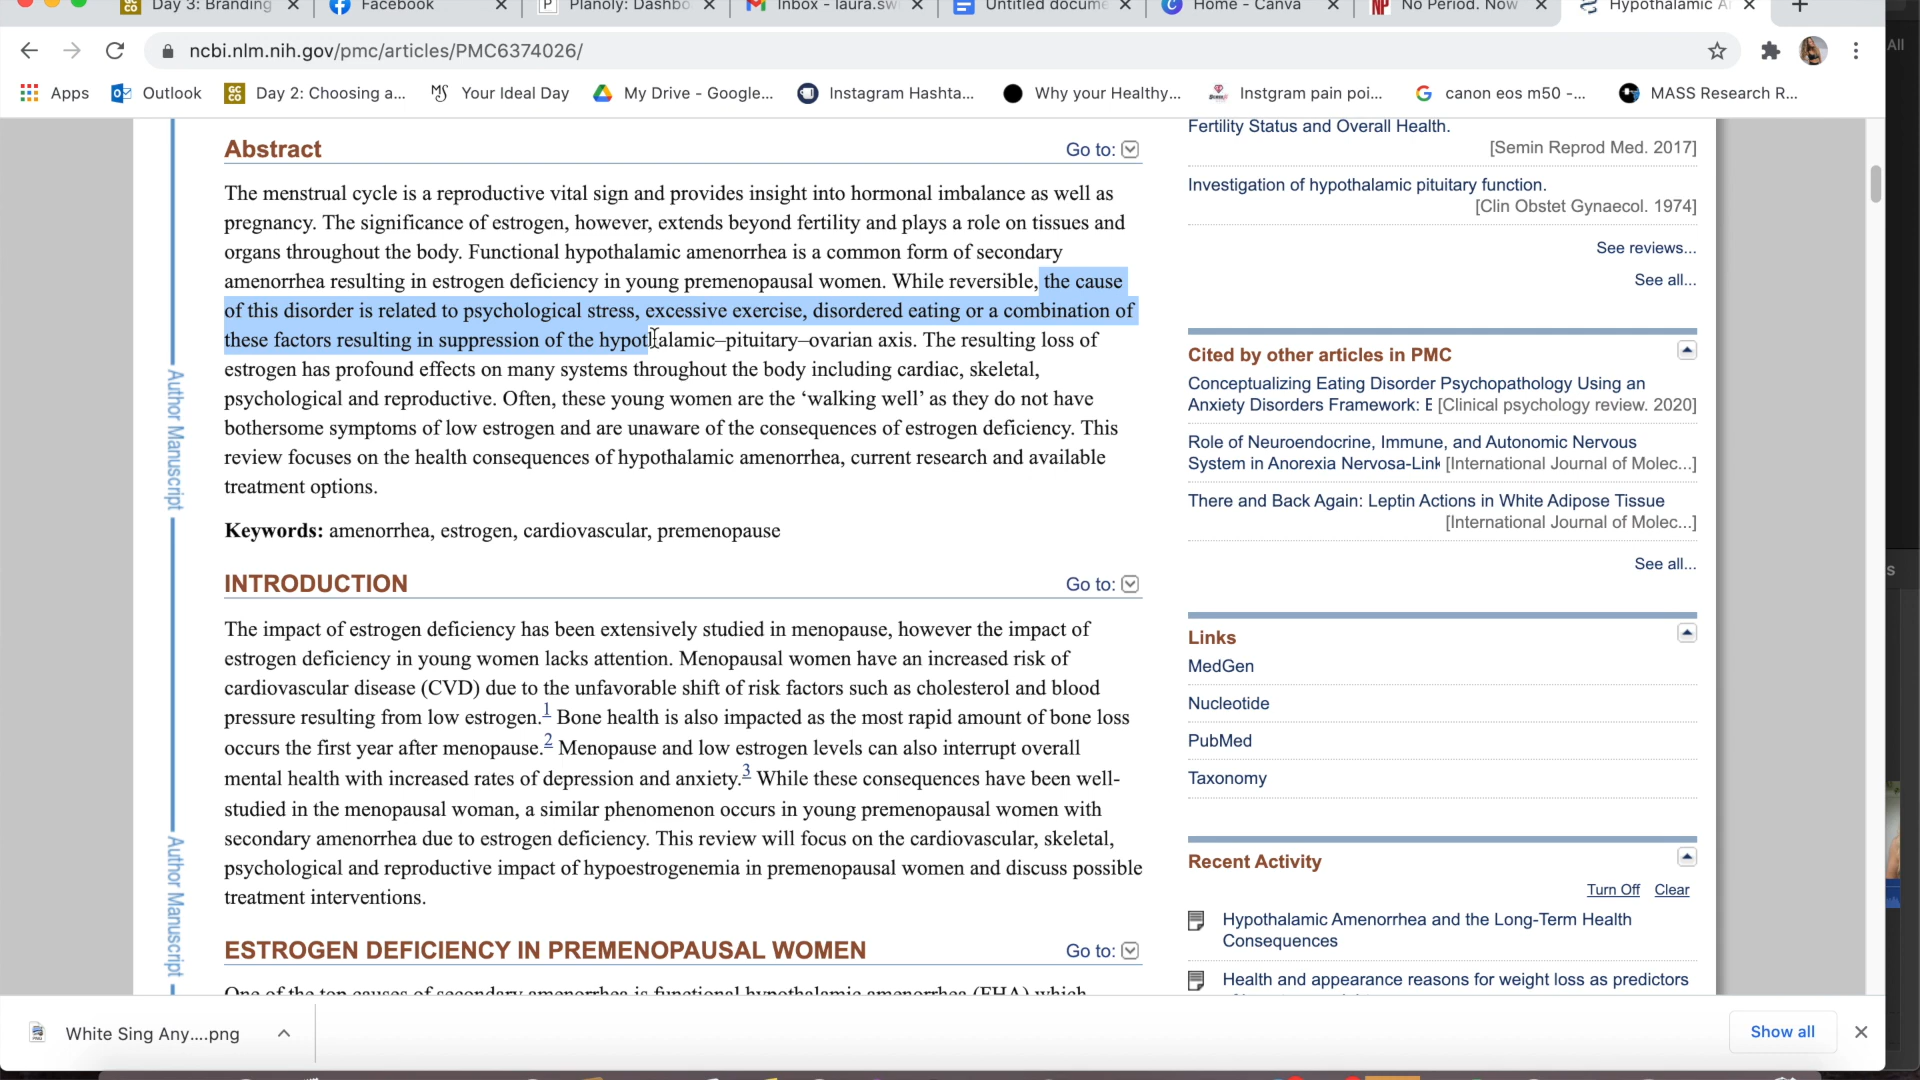 Day 3: Branding
Facebook
Planoly: Dashbo
Inbox - laura.sw
Untitled docume
Home - Canva
No Period. Now
Hypothalamic A
ncbi.nlm.nih.gov/pmc/articles/PMC6374026/
All
Apps
Outlook
Day 2: Choosing a...
Your Ideal Day
My Drive - Google...
Instagram Hashta...
Why your Healthy...
Instgram pain poi...
canon eos m50 -...
MASS Research R...
Abstract
Go to:
The menstrual cycle is a reproductive vital sign and provides insight into hormonal imbalance as well as
pregnancy. The significance of estrogen, however, extends beyond fertility and plays a role on tissues and
organs throughout the body. Functional hypothalamic amenorrhea is a common form of secondary
amenorrhea resulting in estrogen deficiency in young premenopausal women. While reversible, the cause
of this disorder is related to psychological stress, excessive exercise, disordered eating or a combination of
these factors resulting in suppression of the hypothalamic–pituitary–ovarian axis. The resulting loss of
estrogen has profound effects on many systems throughout the body including cardiac, skeletal,
psychological and reproductive. Often, these young women are the ‘walking well’ as they do not have
bothersome symptoms of low estrogen and are unaware of the consequences of estrogen deficiency. This
review focuses on the health consequences of hypothalamic amenorrhea, current research and available
treatment options.
Keywords: amenorrhea, estrogen, cardiovascular, premenopause
INTRODUCTION
Go to:
The impact of estrogen deficiency has been extensively studied in menopause, however the impact of
estrogen deficiency in young women lacks attention. Menopausal women have an increased risk of
cardiovascular disease (CVD) due to the unfavorable shift of risk factors such as cholesterol and blood
pressure resulting from low estrogen.1 Bone health is also impacted as the most rapid amount of bone loss
occurs the first year after menopause.2 Menopause and low estrogen levels can also interrupt overall
mental health with increased rates of depression and anxiety.3 While these consequences have been well-
studied in the menopausal woman, a similar phenomenon occurs in young premenopausal women with
secondary amenorrhea due to estrogen deficiency. This review will focus on the cardiovascular, skeletal,
psychological and reproductive impact of hypoestrogenemia in premenopausal women and discuss possible
treatment interventions.
ESTROGEN DEFICIENCY IN PREMENOPAUSAL WOMEN
Go to:
One of the top causes of secondary amenorrhea is functional hypothalamic amenorrhea (FHA) which
Author Manuscript
Author Manuscript
Fertility Status and Overall Health.
[Semin Reprod Med. 2017]
Investigation of hypothalamic pituitary function.
[Clin Obstet Gynaecol. 1974]
See reviews...
See all...
Cited by other articles in PMC
Conceptualizing Eating Disorder Psychopathology Using an
Anxiety Disorders Framework: E [Clinical psychology review. 2020]
Role of Neuroendocrine, Immune, and Autonomic Nervous
System in Anorexia Nervosa-Link [International Journal of Molec...]
There and Back Again: Leptin Actions in White Adipose Tissue
[International Journal of Molec...]
See all...
Links
MedGen
Nucleotide
PubMed
Taxonomy
Recent Activity
Turn Off Clear
Hypothalamic Amenorrhea and the Long-Term Health
Consequences
Health and appearance reasons for weight loss as predictors
White Sing Any....png
Show all